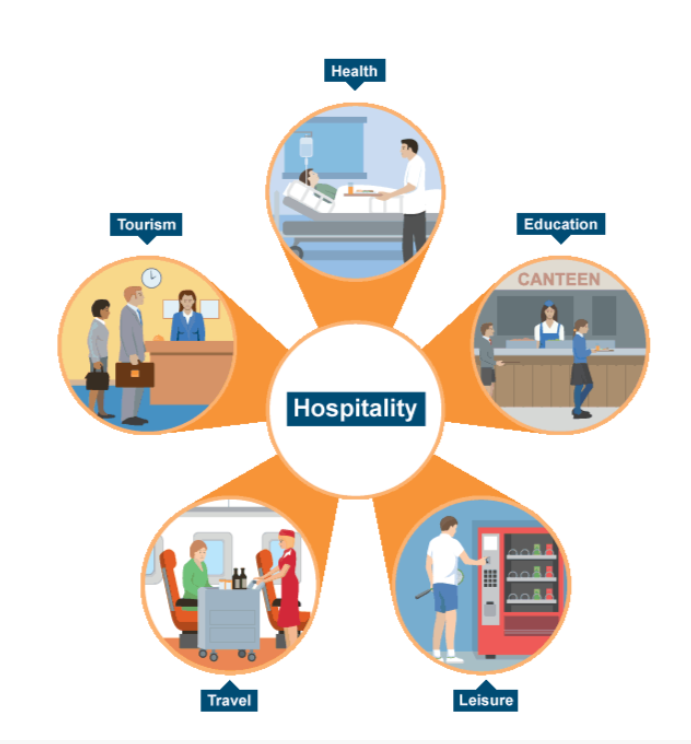 Health
Tourism
Education
CANTEEN
Hospitality
Travel
Leisure